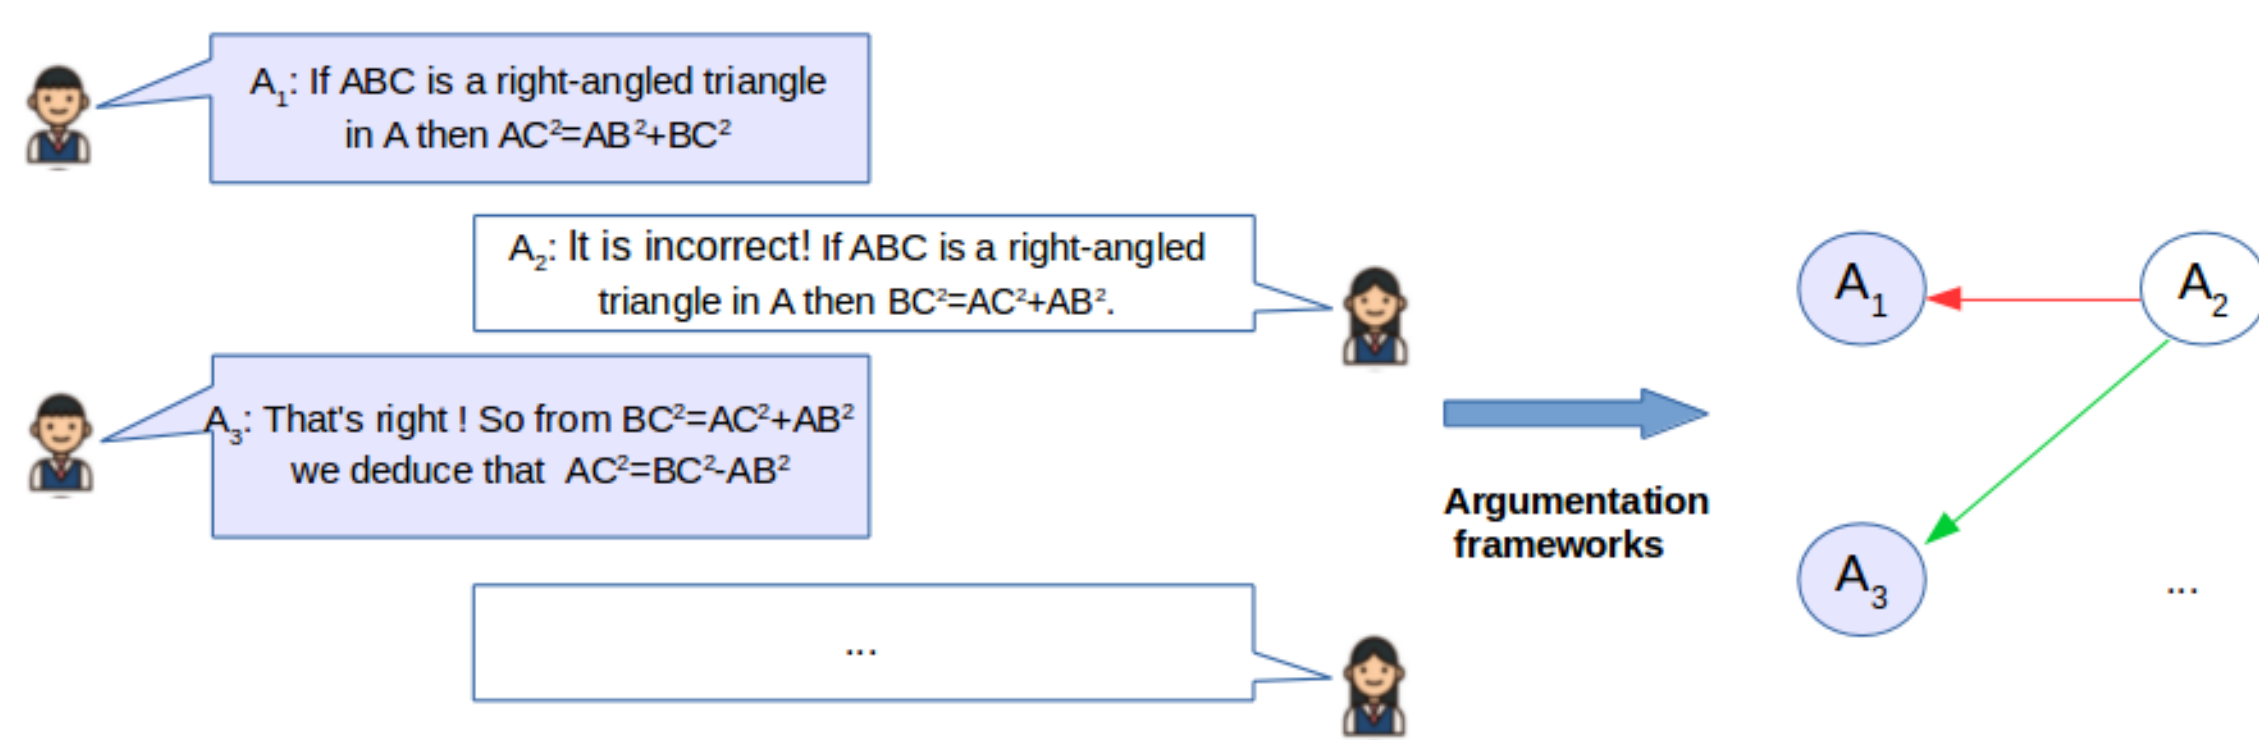 A₁: If ABC is a right-angled triangle
in A then AC²=AB²+BC²
A₂: It is incorrect! If ABC is a right-angled
triangle in A then BC²=AC²+AB².
A₃: That's right ! So from BC²=AC²+AB²
we deduce that AC²=BC²-AB²
...
Argumentation
frameworks
A₁
A₂
A₃
...